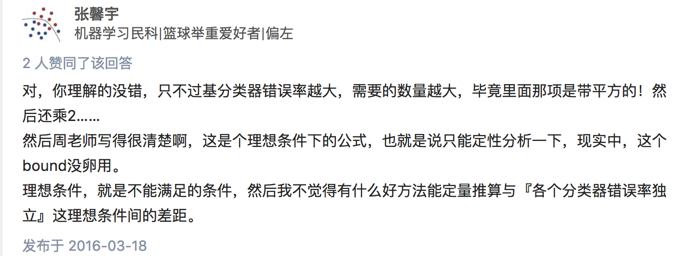 张馨宇
机器学习民科|篮球举重爱好者|偏左
2 人赞同了该回答
对，你理解的没错，只不过基分类器错误率越大，需要的数量越大，毕竟里面那项是带平方的！然
后还乘2……
然后周老师写得很清楚啊，这是个理想条件下的公式，也就是说只能定性分析一下，现实中，这个
bound没卵用。
理想条件，就是不能满足的条件，然后我不觉得有什么好方法能定量推算与『各个分类器错误率独
立』这理想条件间的差距。
发布于 2016-03-18